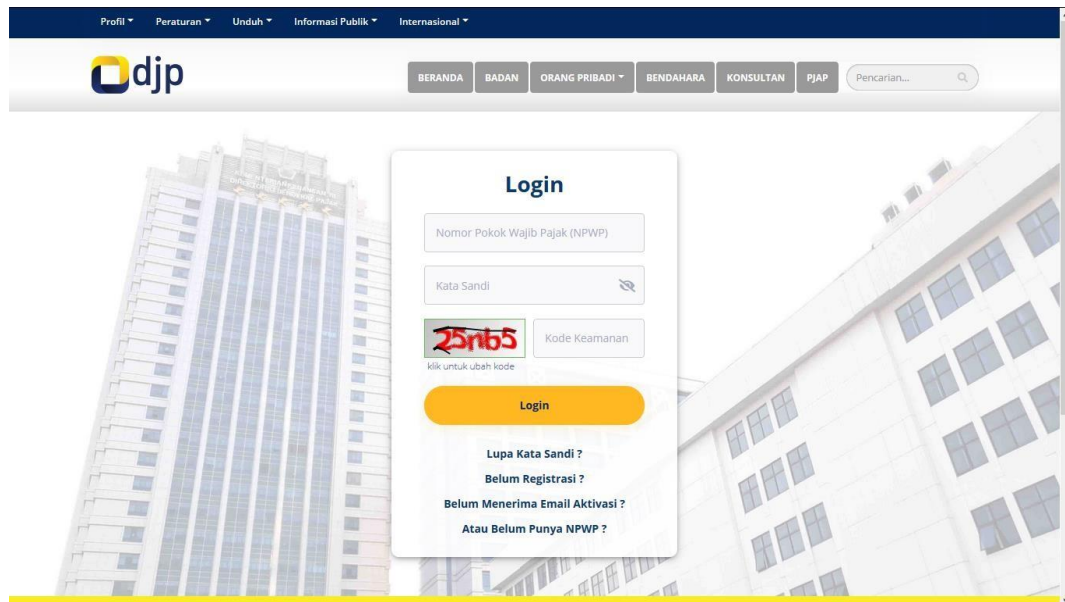 Profil Peraturan Unduh Informasi Publik Internasional
djp
BERANDA BADAN ORANG PRIBADI BENDAHARA KONSULTAN PJAP Pencarian...
Login
Nomor Pokok Wajib Pajak (NPWP)
Kata Sandi
25nb5 Kode Keamanan
klik untuk ubah kode
Login
Lupa Kata Sandi ?
Belum Registrasi ?
Belum Menerima Email Aktivasi ?
Atau Belum Punya NPWP ?